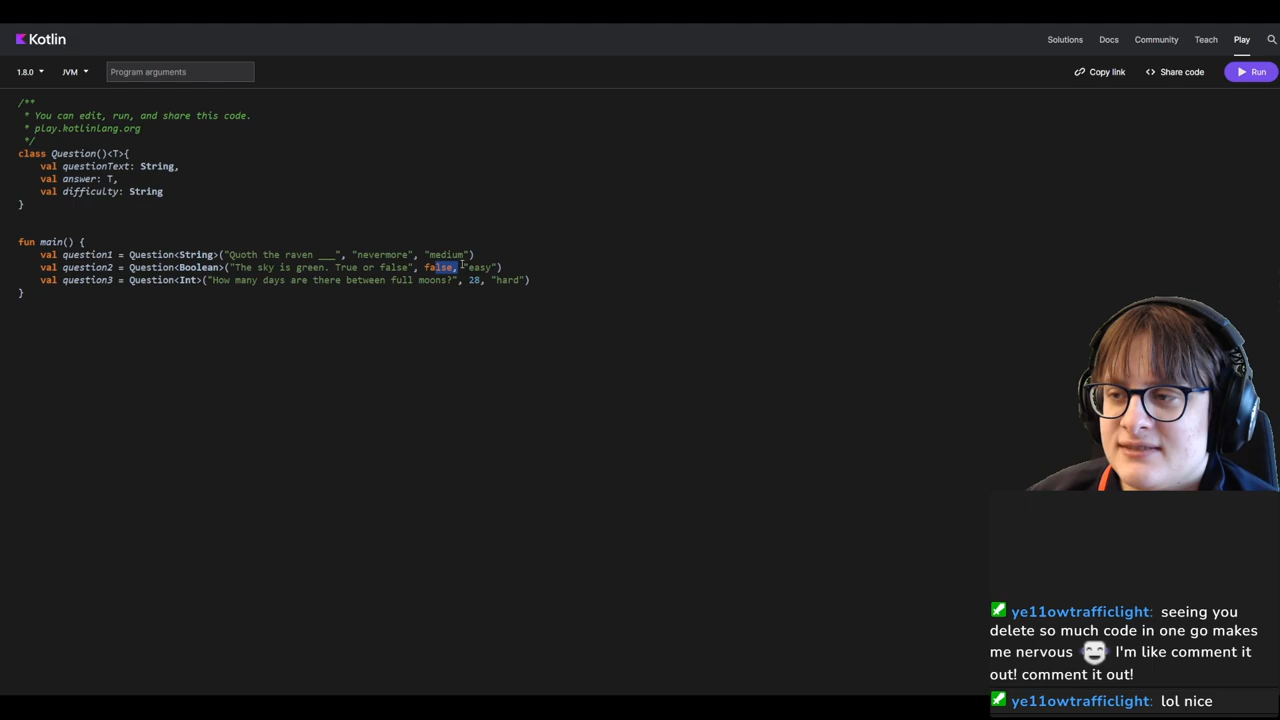 Kotlin
Solutions Docs Community Teach Play
1.8.0 JVM Program arguments Copy link Share code Run
/**
 * You can edit, run, and share this code.
 * play.kotlinlang.org
 */
class Question()<T>{
    val questionText: String,
    val answer: T,
    val difficulty: String
}
fun main() {
    val question1 = Question<String>("Quoth the raven ___", "nevermore", "medium")
    val question2 = Question<Boolean>("The sky is green. True or false", false, "easy")
    val question3 = Question<Int>("How many days are there between full moons?", 28, "hard")
}
ye11owtrafficlight: seeing you
delete so much code in one go makes
me nervous I'm like comment it
out! comment it out!
ye11owtrafficlight: lol nice